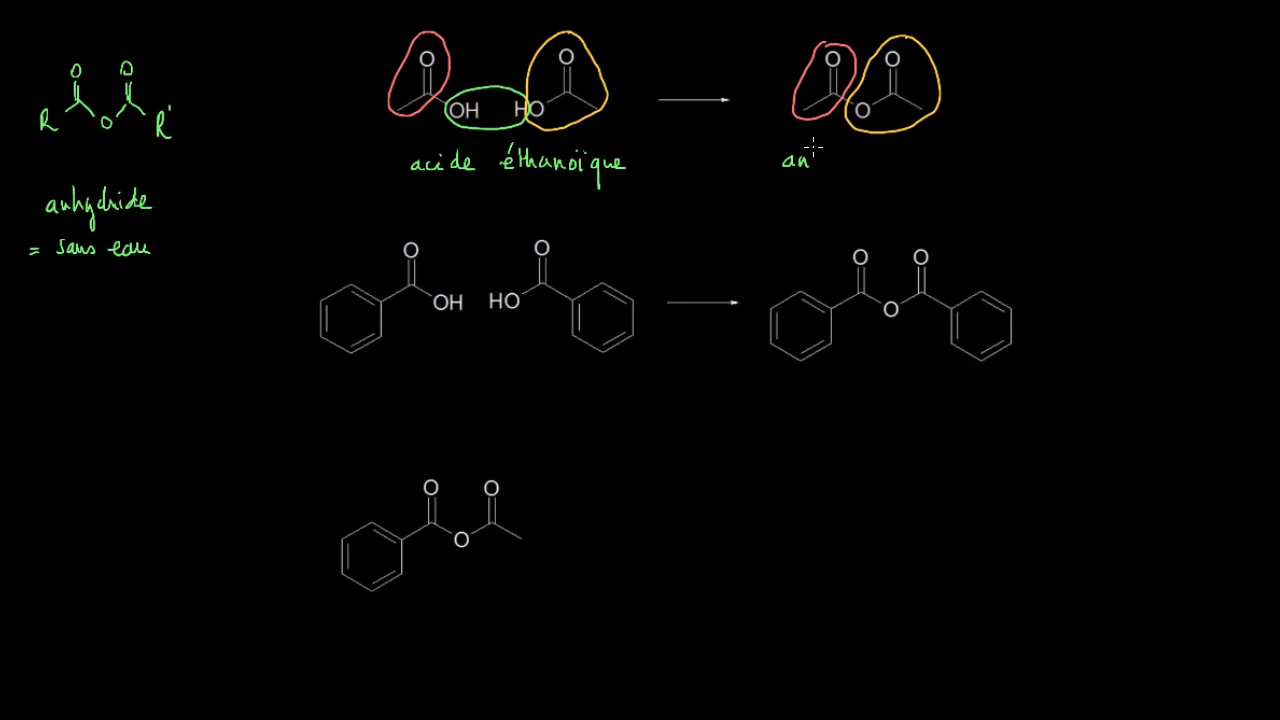 O O
R O R'
anhydride
= sans eau
O O
OH HO
acide éthanoïque
O O
O
an
O O
OH HO
O O
O
O O
O